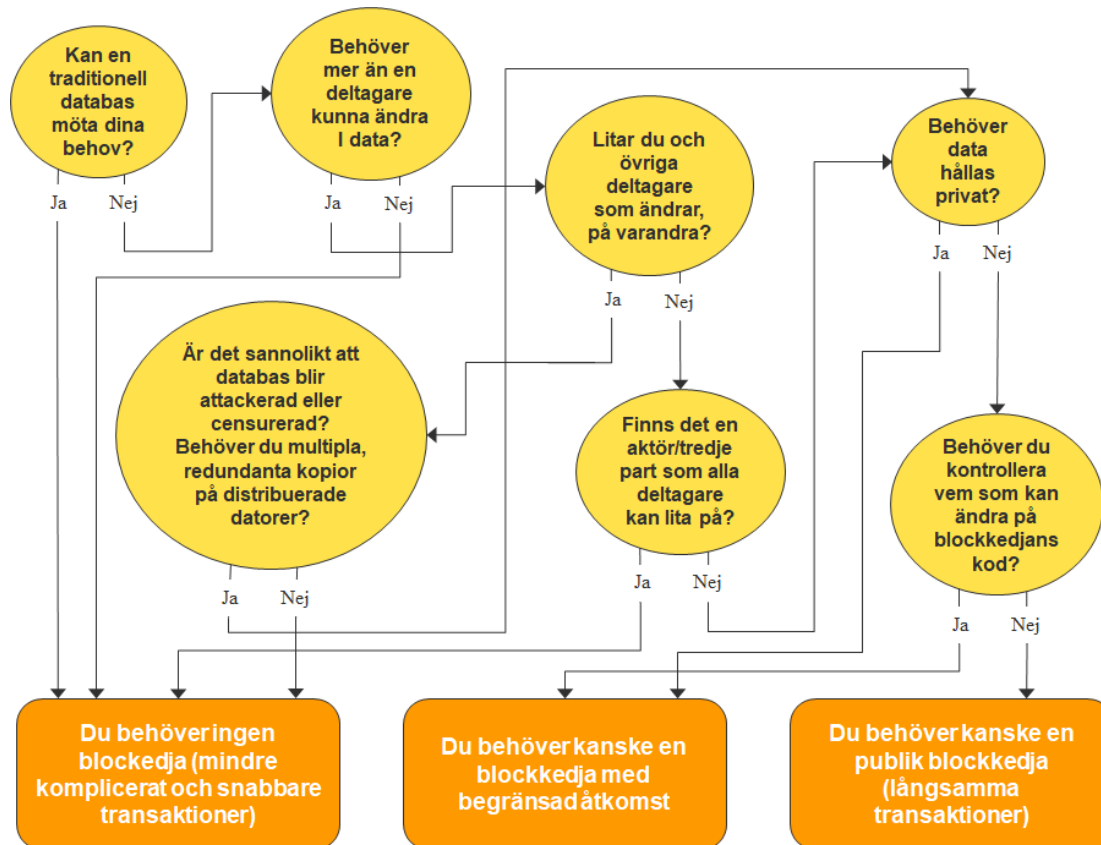 Kan en
traditionell
databas
möta dina
behov?
Ja
Nej
Behöver
mer än en
deltagare
kunna ändra
I data?
Ja
Nej
Litar du och
övriga
deltagare
som ändrar,
på varandra?
Ja
Nej
Behöver
data
hållas
privat?
Ja
Nej
Är det sannolikt att
databas blir
attackerad eller
censurerad?
Behöver du multipla,
redundanta kopior
på distribuerade
datorer?
Ja
Nej
Finns det en
aktör/tredje
part som alla
deltagare
kan lita på?
Ja
Nej
Behöver du
kontrollera
vem som kan
ändra på
blockkedjans
kod?
Ja
Nej
Du behöver ingen
blockedja (mindre
komplicerat och snabbare
transaktioner)
Du behöver kanske en
blockkedja med
begränsad åtkomst
Du behöver kanske en
publik blockkedja
(långsamma
transaktioner)